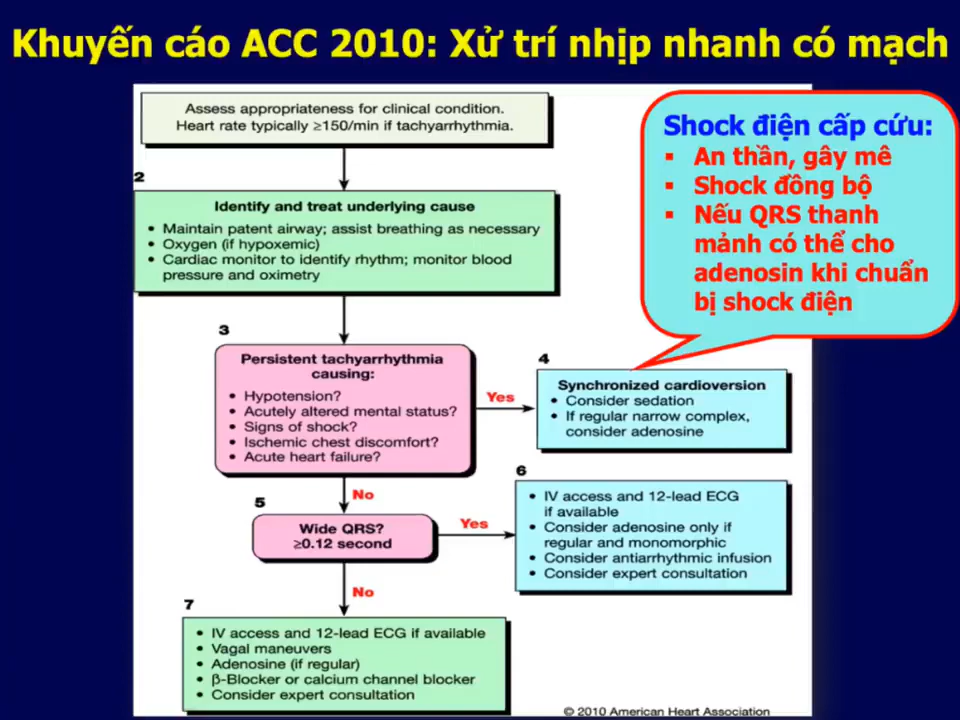 Khuyến cáo ACC 2010: Xử trí nhịp nhanh có mạch
Assess appropriateness for clinical condition.
Heart rate typically ≥150/min if tachyarrhythmia.
Shock điện cấp cứu:
▪ An thần, gây mê
▪ Shock đồng bộ
▪ Nếu QRS thanh
mảnh có thể cho
adenosin khi chuẩn
bị shock điện
2
Identify and treat underlying cause
• Maintain patent airway; assist breathing as necessary
• Oxygen (if hypoxemic)
• Cardiac monitor to identify rhythm; monitor blood
pressure and oximetry
3
Persistent tachyarrhythmia
causing:
• Hypotension?
• Acutely altered mental status?
• Signs of shock?
• Ischemic chest discomfort?
• Acute heart failure?
Yes
4
Synchronized cardioversion
• Consider sedation
• If regular narrow complex,
consider adenosine
No
5
Wide QRS?
≥0.12 second
Yes
6
• IV access and 12-lead ECG
if available
• Consider adenosine only if
regular and monomorphic
• Consider antiarrhythmic infusion
• Consider expert consultation
No
7
• IV access and 12-lead ECG if available
• Vagal maneuvers
• Adenosine (if regular)
• β-Blocker or calcium channel blocker
• Consider expert consultation
© 2010 American Heart Association